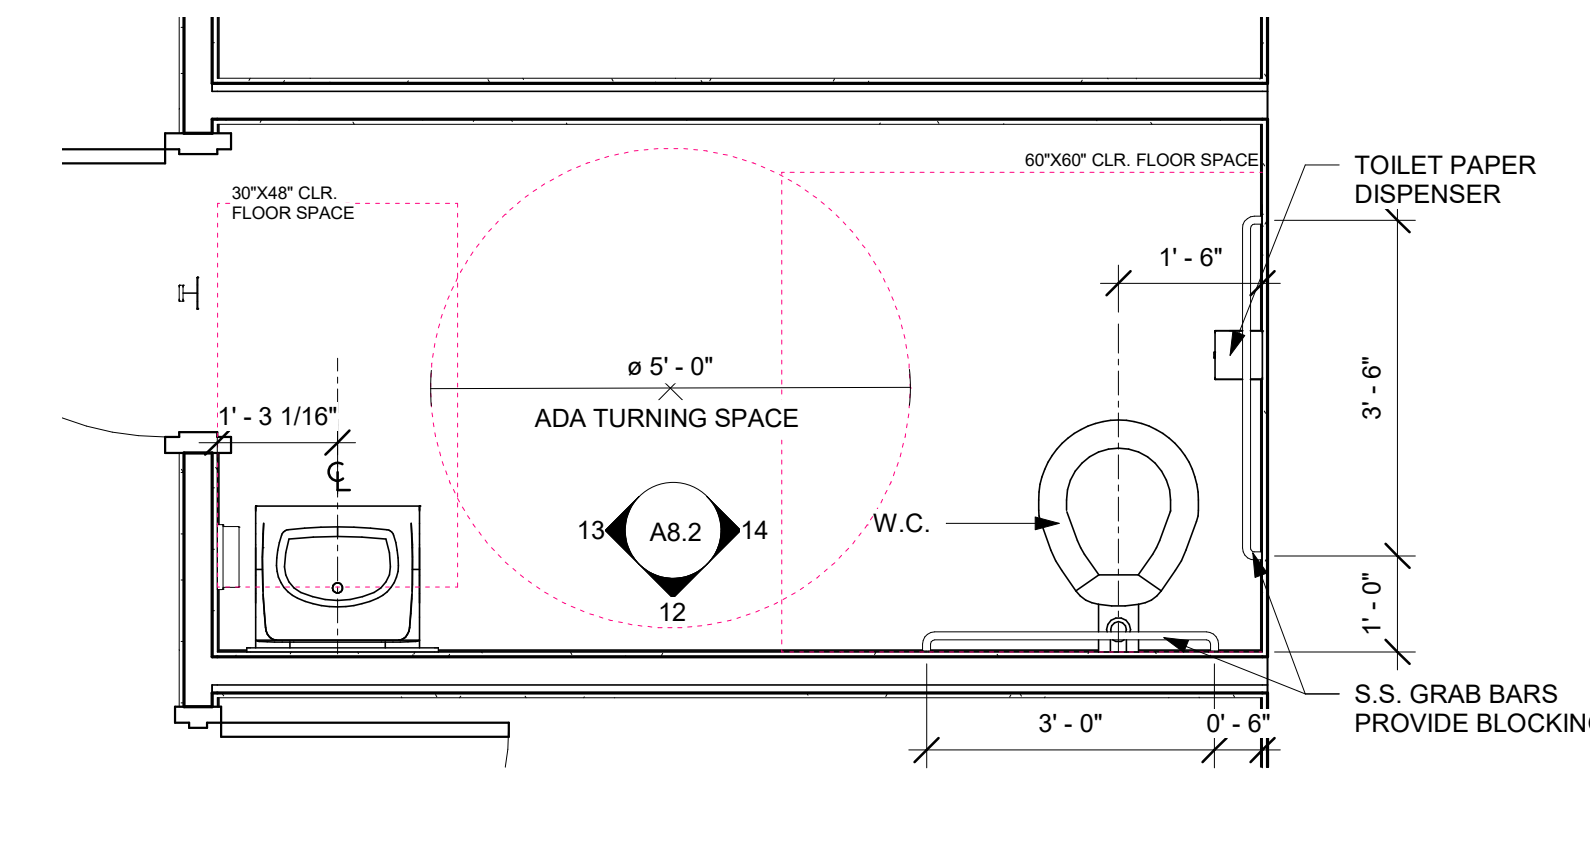 60"X60" CLR. FLOOR SPACE
TOILET PAPER
DISPENSER
30"X48" CLR.
FLOOR SPACE
1' - 6"
ø 5' - 0"
3' - 6"
1' - 3 1/16"
ADA TURNING SPACE
℄
W.C.
13
A8.2
14
12
1' - 0"
S.S. GRAB BARS
PROVIDE BLOCKING
3' - 0"
0' - 6"